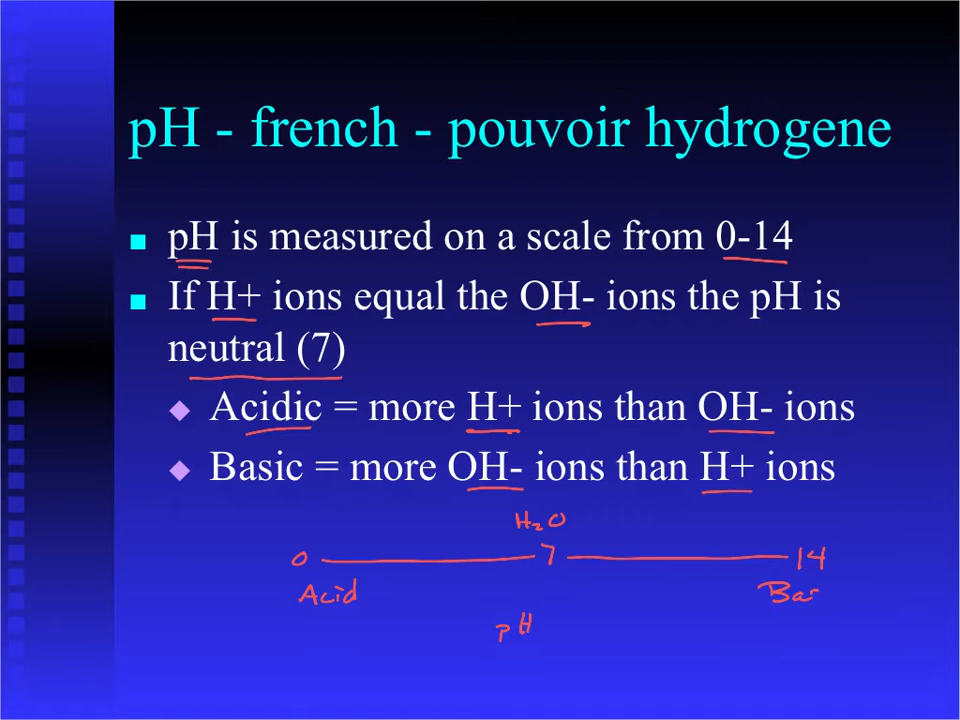 pH - french - pouvoir hydrogene
pH is measured on a scale from 0-14
If H+ ions equal the OH- ions the pH is
neutral (7)
Acidic = more H+ ions than OH- ions
Basic = more OH- ions than H+ ions
H₂O
0 7 14
Acid
pH